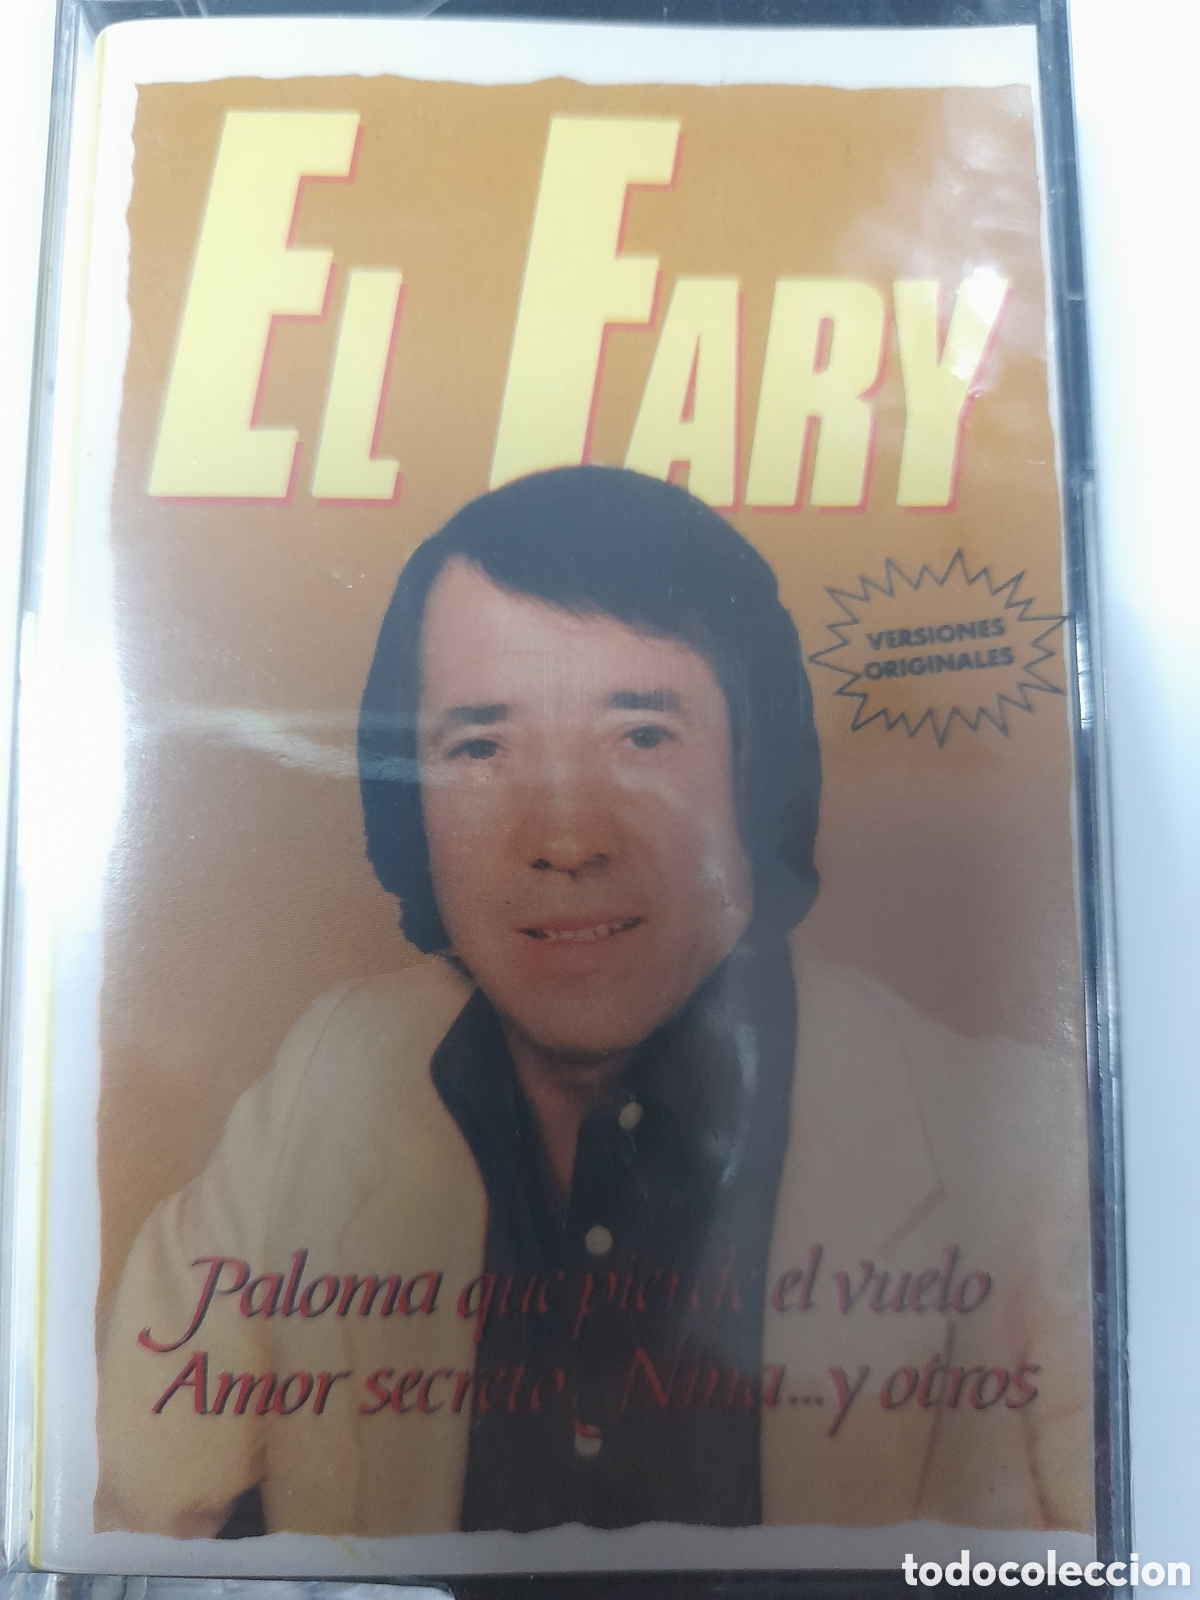 EL FARY
VERSIONES
ORIGINALES
Paloma que pierde el vuelo
Amor secreto, Niña...y otros
todocoleccion